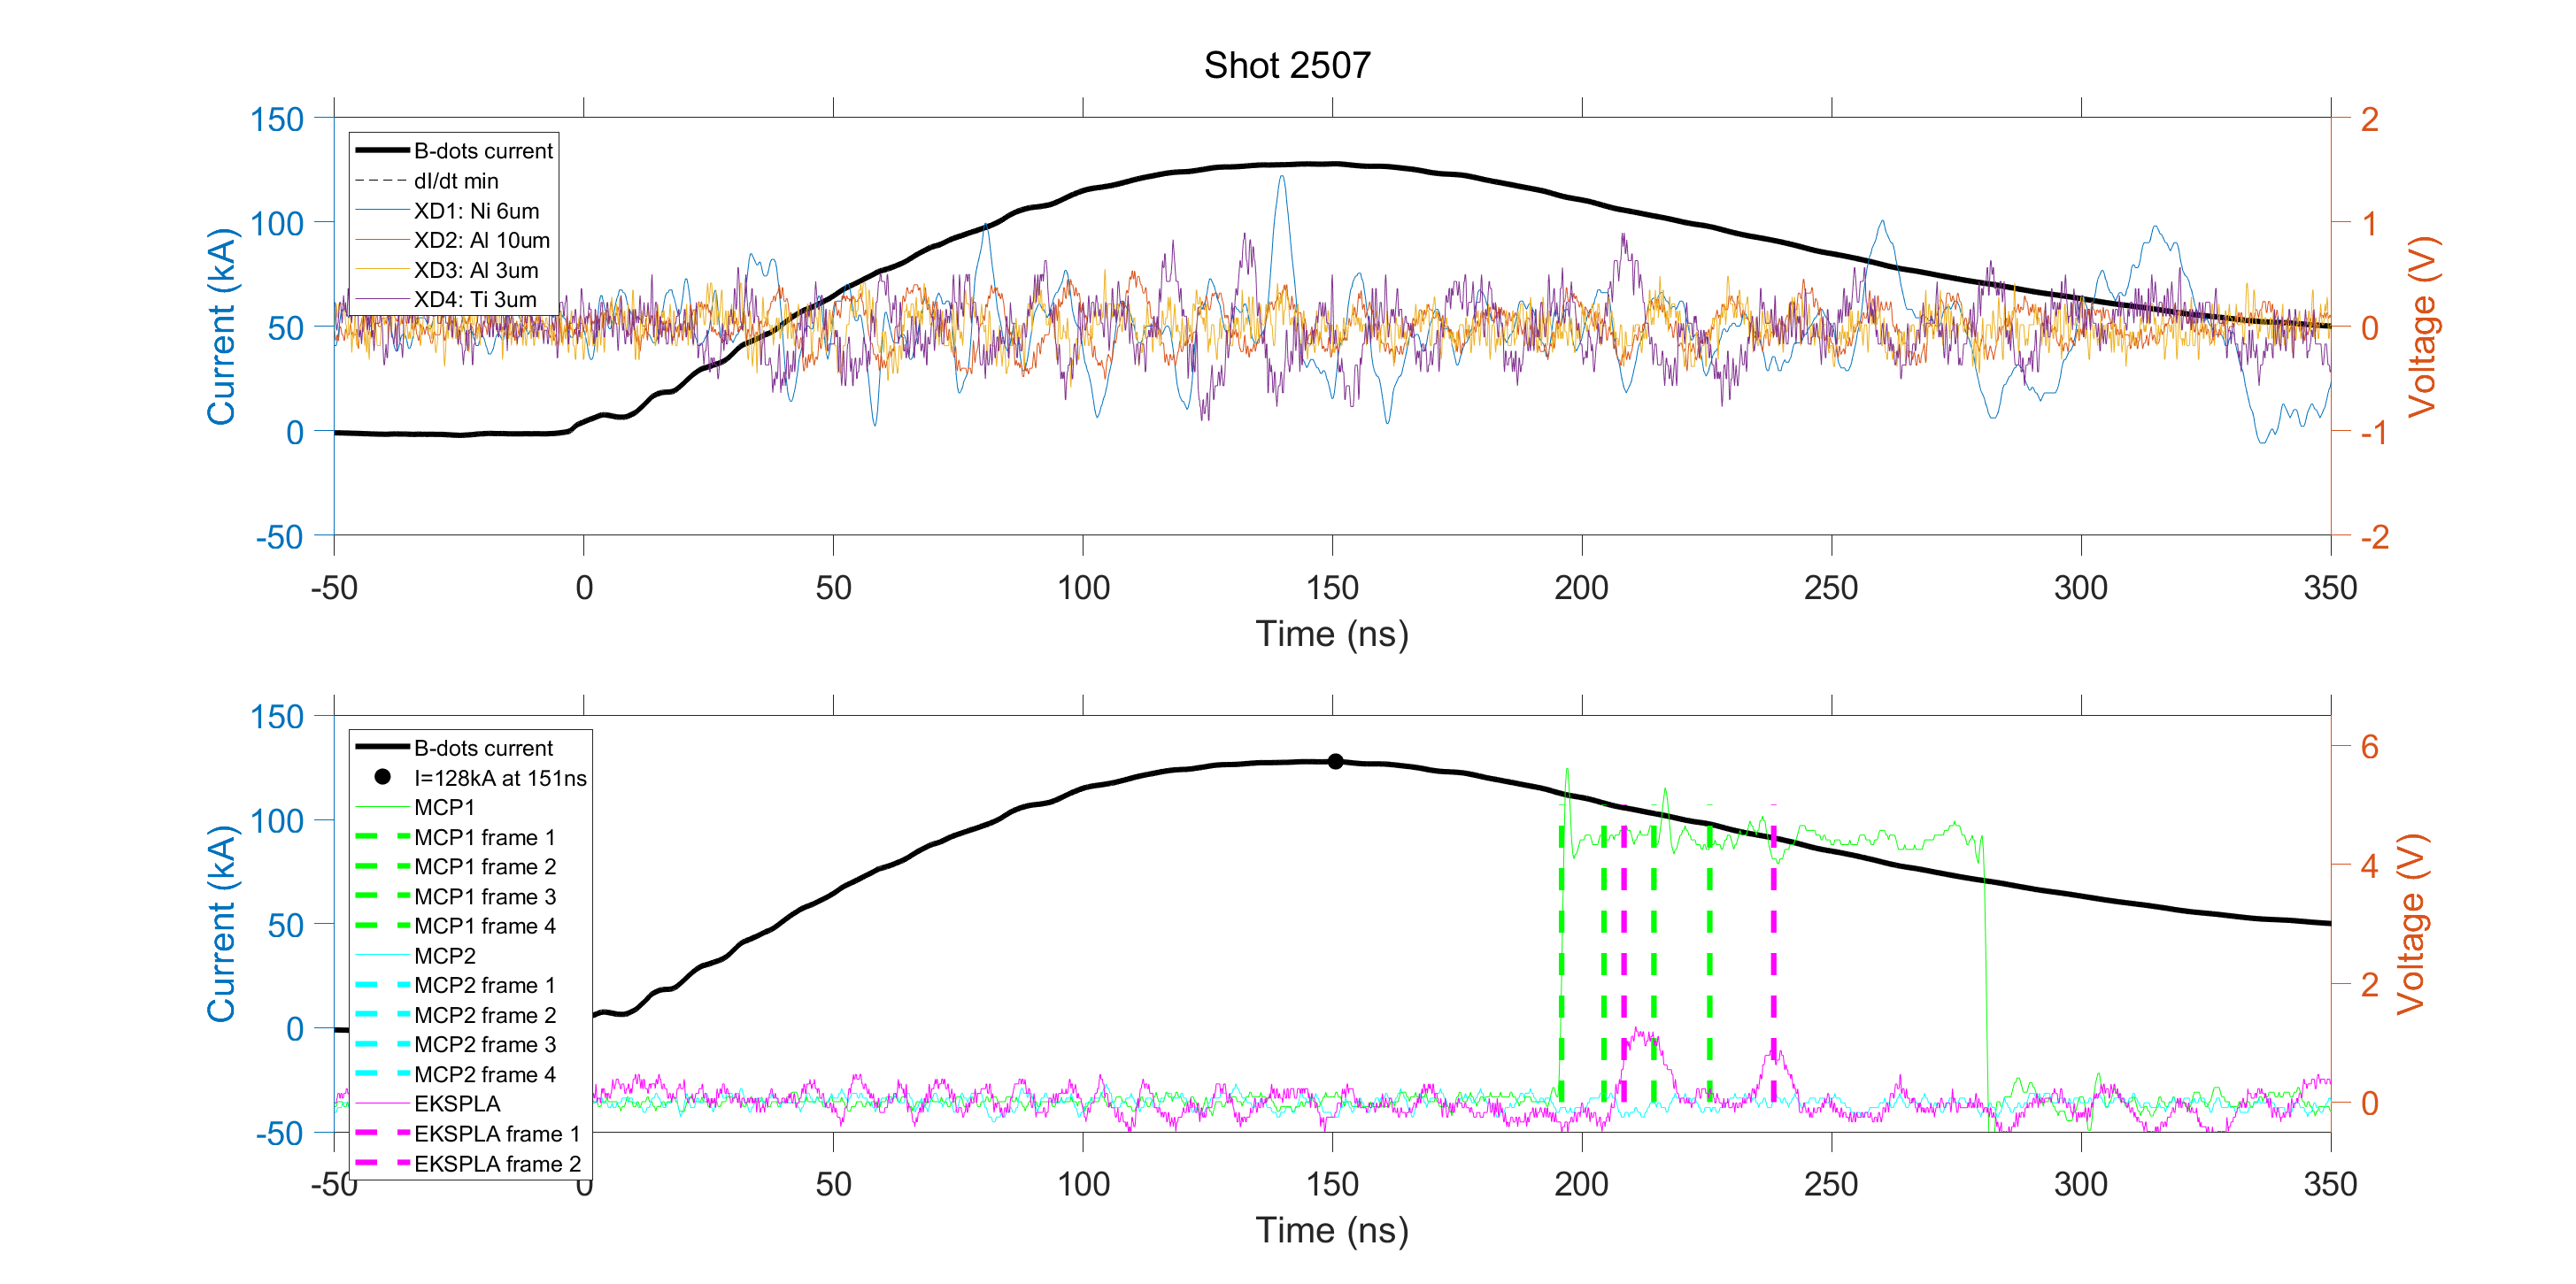 Shot 2507
150
100
50
0
-50
Current (kA)
B-dots current
dI/dt min
XD1: Ni 6um
XD2: Al 10um
XD3: Al 3um
XD4: Ti 3um
2
1
0
-1
-2
Voltage (V)
-50 0 50 100 150 200 250 300 350
Time (ns)
150
100
50
0
-50
Current (kA)
B-dots current
I=128kA at 151ns
MCP1
MCP1 frame 1
MCP1 frame 2
MCP1 frame 3
MCP1 frame 4
MCP2
MCP2 frame 1
MCP2 frame 2
MCP2 frame 3
MCP2 frame 4
EKSPLA
EKSPLA frame 1
EKSPLA frame 2
6
4
2
0
Voltage (V)
-50 0 50 100 150 200 250 300 350
Time (ns)